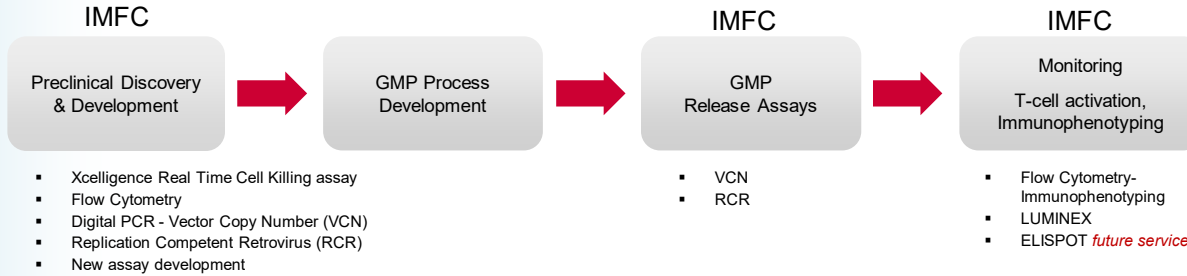 IMFC
IMFC
IMFC
Preclinical Discovery
& Development
GMP Process
Development
GMP
Release Assays
Monitoring
T-cell activation,
Immunophenotyping
▪ Xcelligence Real Time Cell Killing assay
▪ Flow Cytometry
▪ Digital PCR - Vector Copy Number (VCN)
▪ Replication Competent Retrovirus (RCR)
▪ New assay development
▪ VCN
▪ RCR
▪ Flow Cytometry-
Immunophenotyping
▪ LUMINEX
▪ ELISPOT future service